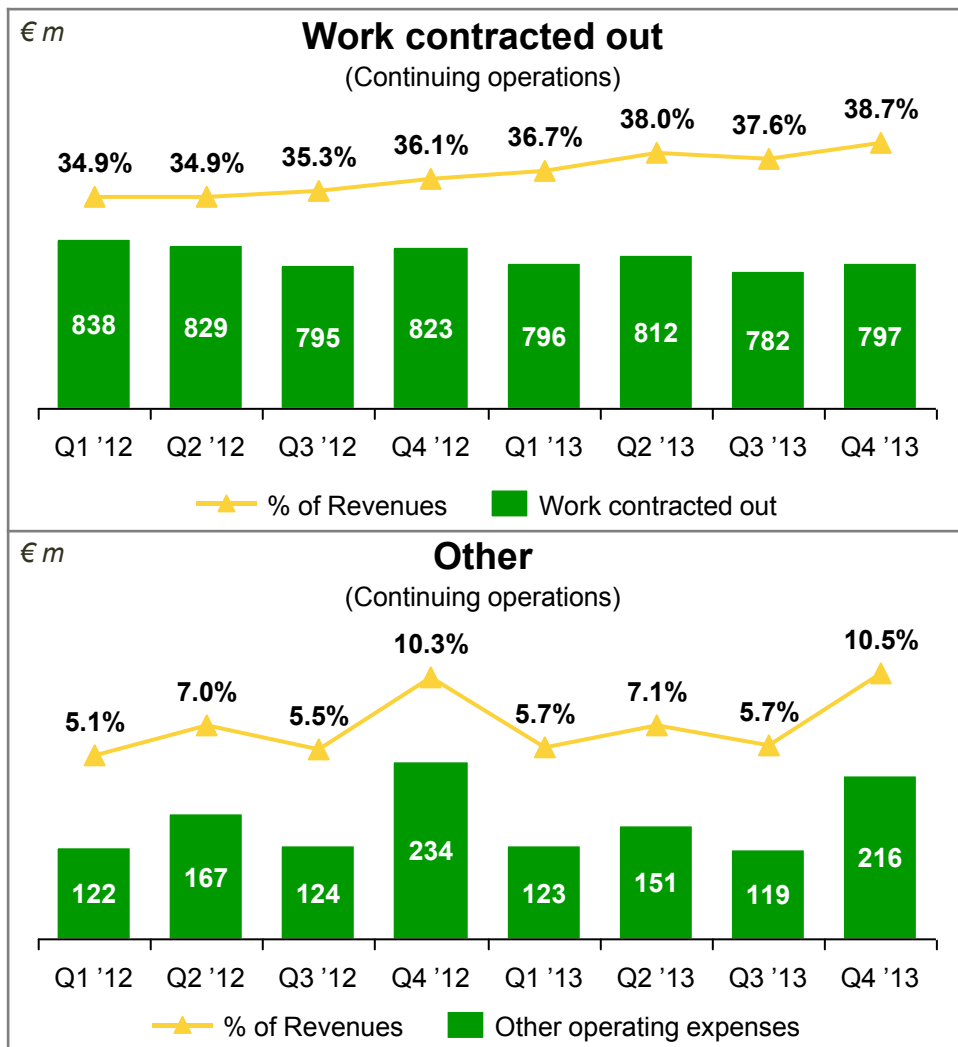 € m
Work contracted out
(Continuing operations)
34.9% 34.9% 35.3% 36.1% 36.7% 38.0% 37.6% 38.7%
838 829 795 823 796 812 782 797
Q1 ’12 Q2 ’12 Q3 ’12 Q4 ’12 Q1 ’13 Q2 ’13 Q3 ’13 Q4 ’13
% of Revenues Work contracted out
€ m
Other
(Continuing operations)
5.1% 7.0% 5.5% 10.3% 5.7% 7.1% 5.7% 10.5%
122 167 124 234 123 151 119 216
Q1 ’12 Q2 ’12 Q3 ’12 Q4 ’12 Q1 ’13 Q2 ’13 Q3 ’13 Q4 ’13
% of Revenues Other operating expenses